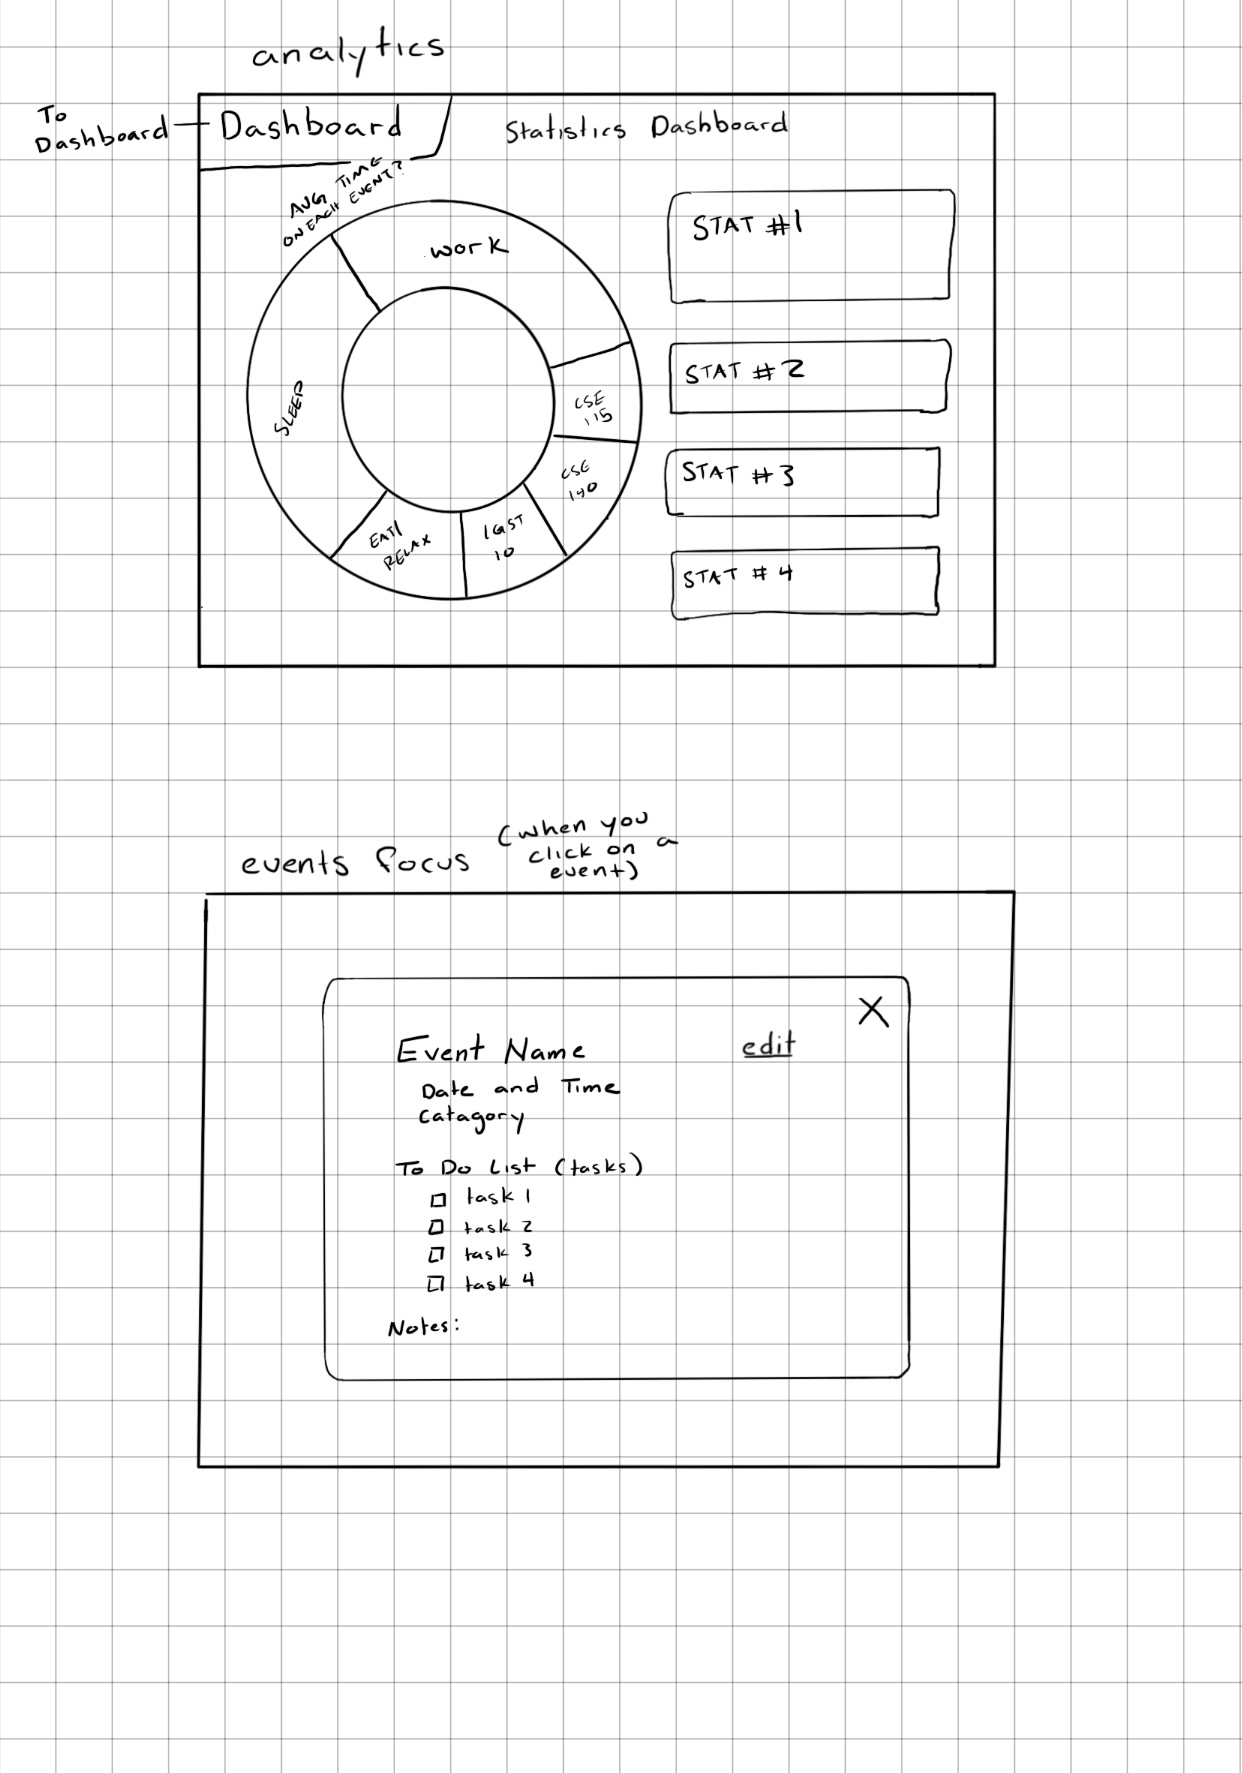 analytics
To
Dashboard
Dashboard
Statistics Dashboard
AVG TIME
ON EACH EVENT?
work
STAT #1
STAT #2
CSE
115
SLEEP
CSE
140
STAT #3
EAT/
RELAX
10
STAT #4
events focus
(when you
click on a
event)
X
Event Name
edit
Date and Time
Catagory
To Do List (tasks)
task 1
task 2
task 3
task 4
Notes: